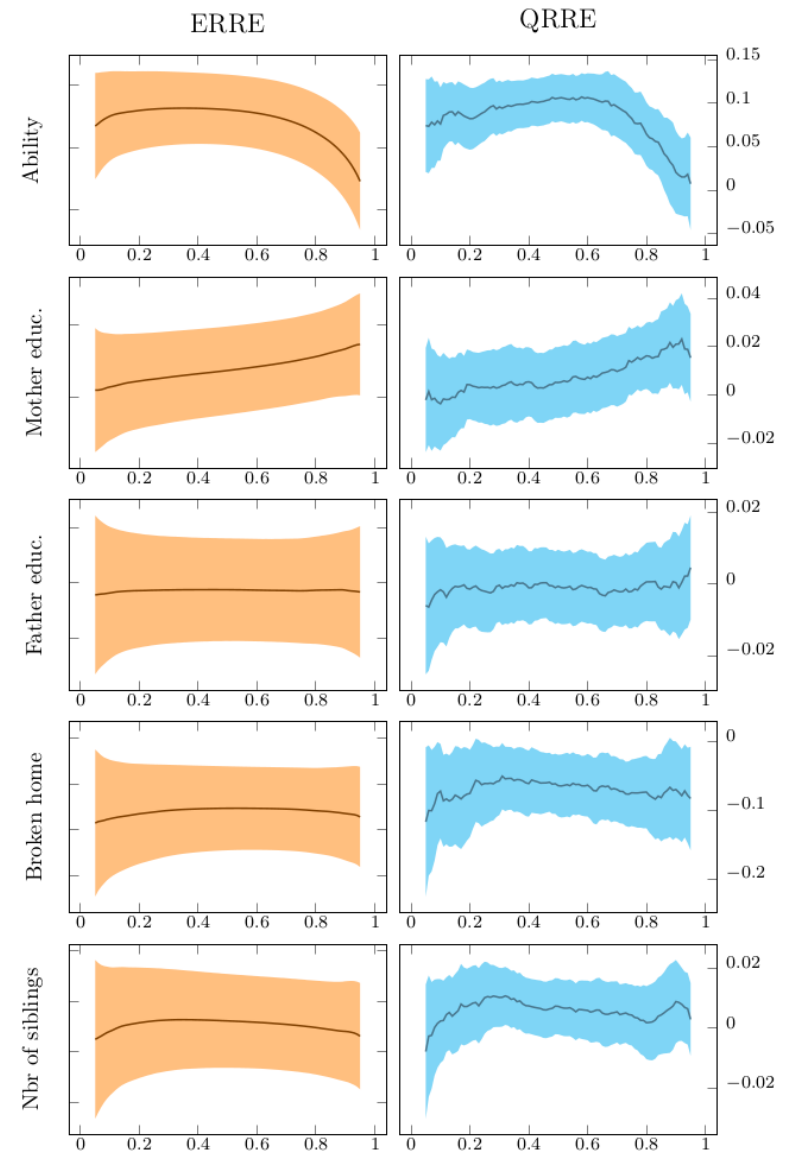 ERRE QRRE
Ability
0.15
0.1
0.05
0
−0.05
0 0.2 0.4 0.6 0.8 1 0 0.2 0.4 0.6 0.8 1
Mother educ.
0.04
0.02
0
−0.02
0 0.2 0.4 0.6 0.8 1 0 0.2 0.4 0.6 0.8 1
Father educ.
0.02
0
−0.02
0 0.2 0.4 0.6 0.8 1 0 0.2 0.4 0.6 0.8 1
Broken home
0
−0.1
−0.2
0 0.2 0.4 0.6 0.8 1 0 0.2 0.4 0.6 0.8 1
Nbr of siblings
0.02
0
−0.02
0 0.2 0.4 0.6 0.8 1 0 0.2 0.4 0.6 0.8 1